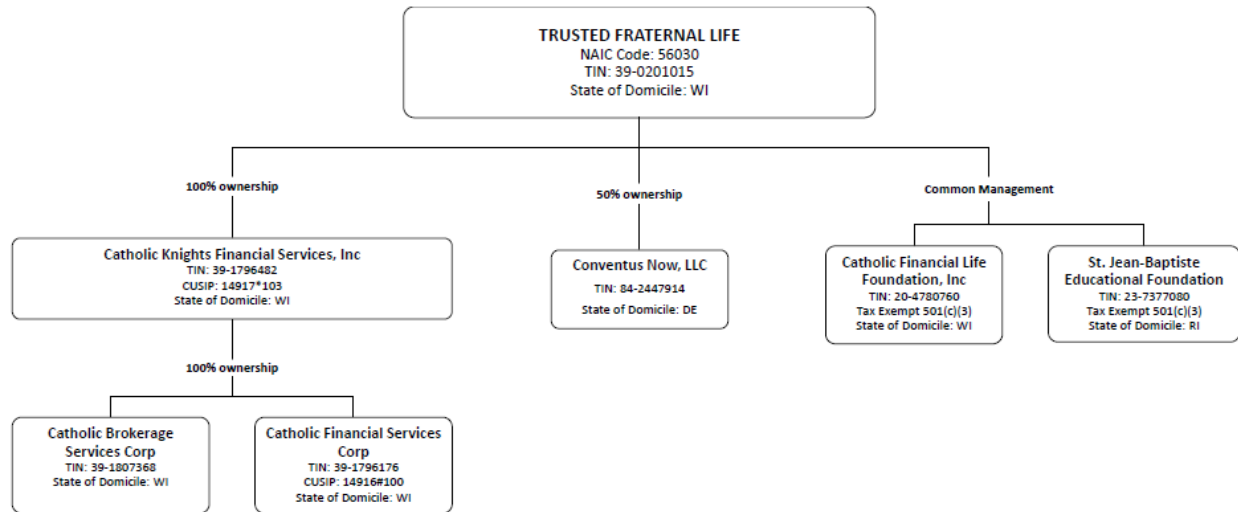 TRUSTED FRATERNAL LIFE
NAIC Code: 56030
TIN: 39-0201015
State of Domicile: WI
100% ownership
50% ownership
Common Management
Catholic Knights Financial Services, Inc
TIN: 39-1796482
CUSIP: 14917*103
State of Domicile: WI
Conventus Now, LLC
TIN: 84-2447914
State of Domicile: DE
Catholic Financial Life
Foundation, Inc
TIN: 20-4780760
Tax Exempt 501(c)(3)
State of Domicile: WI
St. Jean-Baptiste
Educational Foundation
TIN: 23-7377080
Tax Exempt 501(c)(3)
State of Domicile: RI
100% ownership
Catholic Brokerage
Services Corp
TIN: 39-1807368
State of Domicile: WI
Catholic Financial Services
Corp
TIN: 39-1796176
CUSIP: 14916#100
State of Domicile: WI